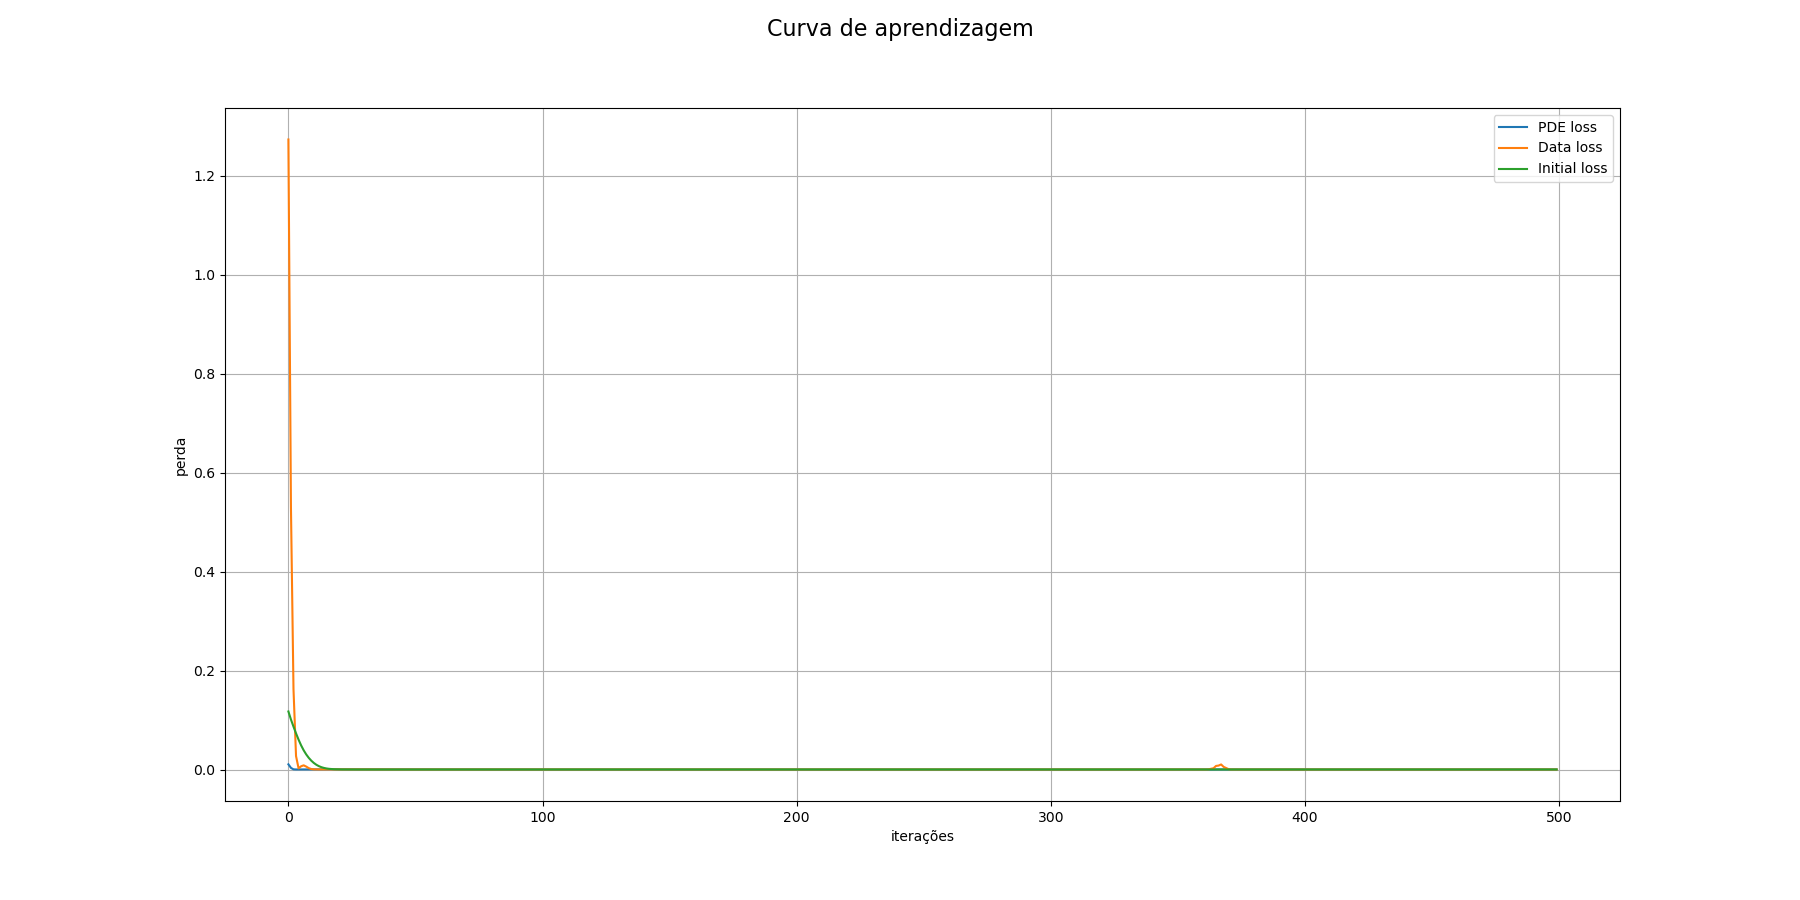 Curva de aprendizagem
PDE loss
Data loss
Initial loss
1.2
1.0
0.8
0.6
0.4
0.2
0.0
perda
0 100 200 300 400 500
iterações